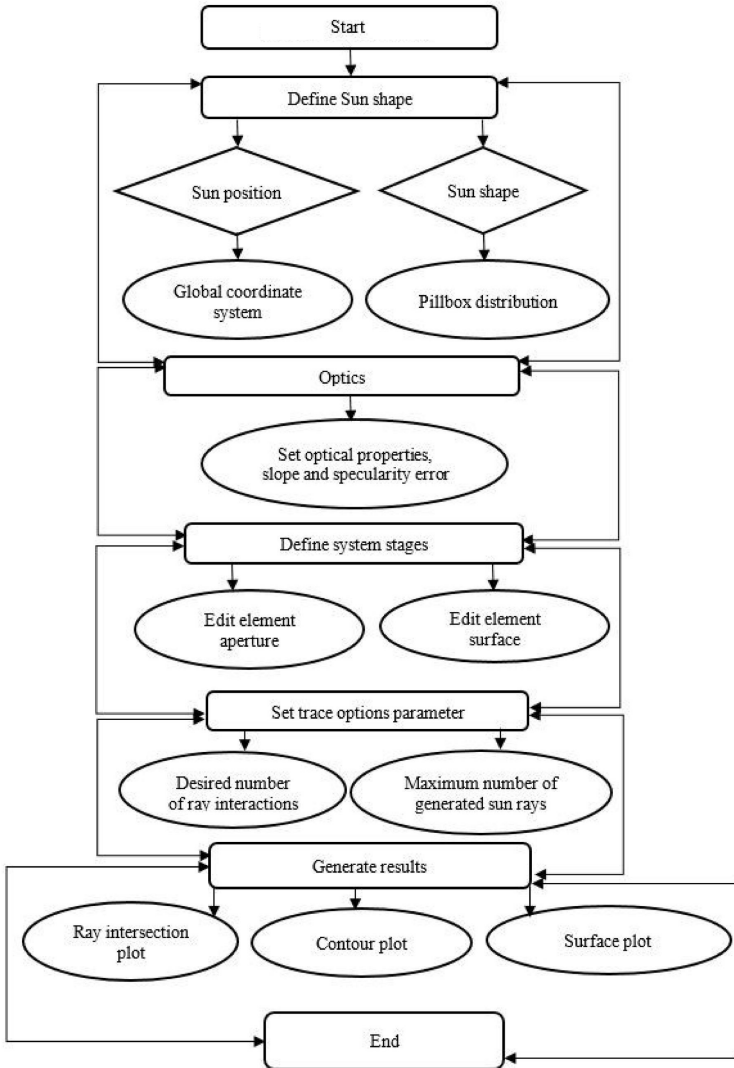 Start
Define Sun shape
Sun position
Sun shape
Global coordinate
system
Pillbox distribution
Optics
Set optical properties,
slope and specularity error
Define system stages
Edit element
aperture
Edit element
surface
Set trace options parameter
Desired number
of ray interactions
Maximum number of
generated sun rays
Generate results
Ray intersection
plot
Contour plot
Surface plot
End